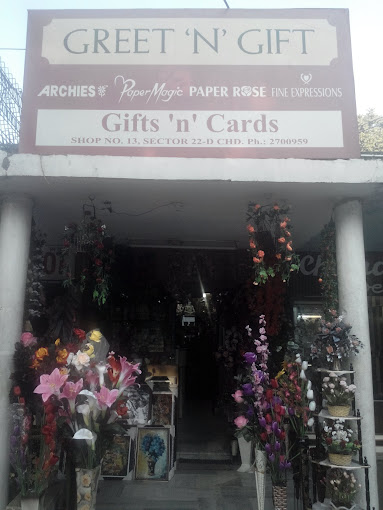 GREET 'N' GIFT
ARCHIES PaperMagic PAPER ROSE FINE EXPRESSIONS
Gifts 'n' Cards
SHOP NO. 13, SECTOR 22-D CHD. Ph.: 2700959